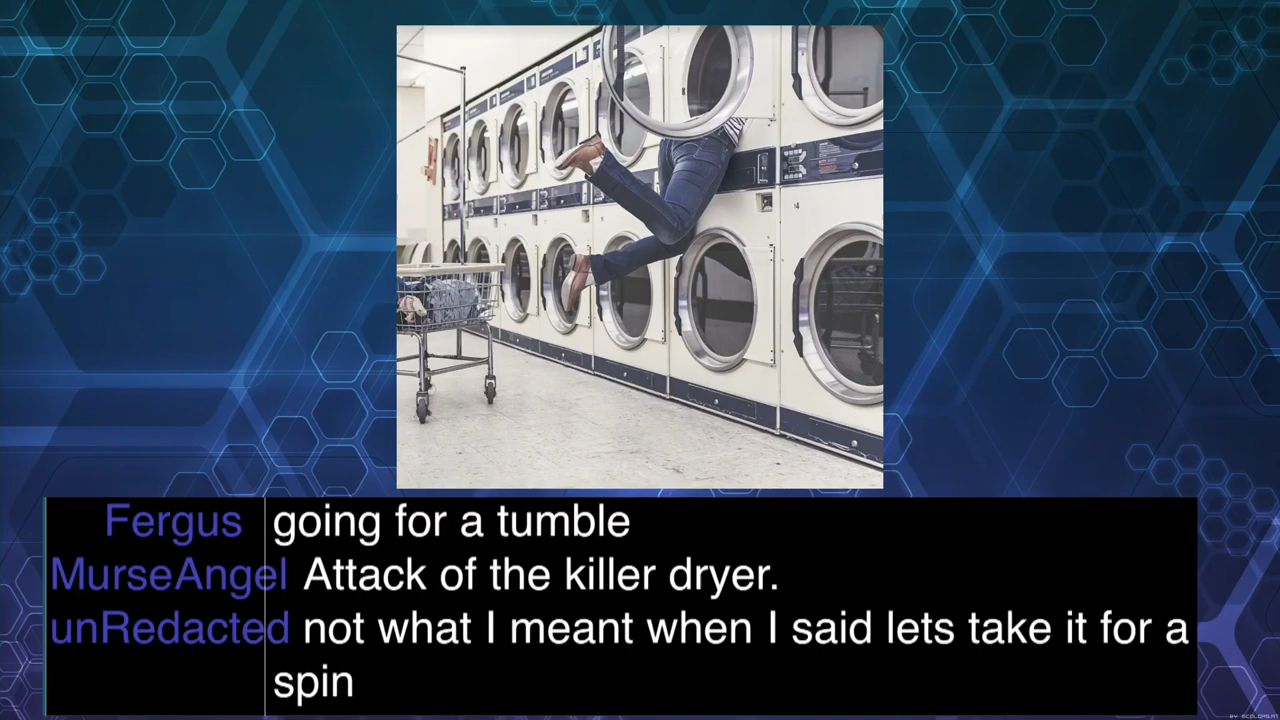 Fergus going for a tumble
MurseAngel Attack of the killer dryer.
unRedacted not what I meant when I said lets take it for a
spin